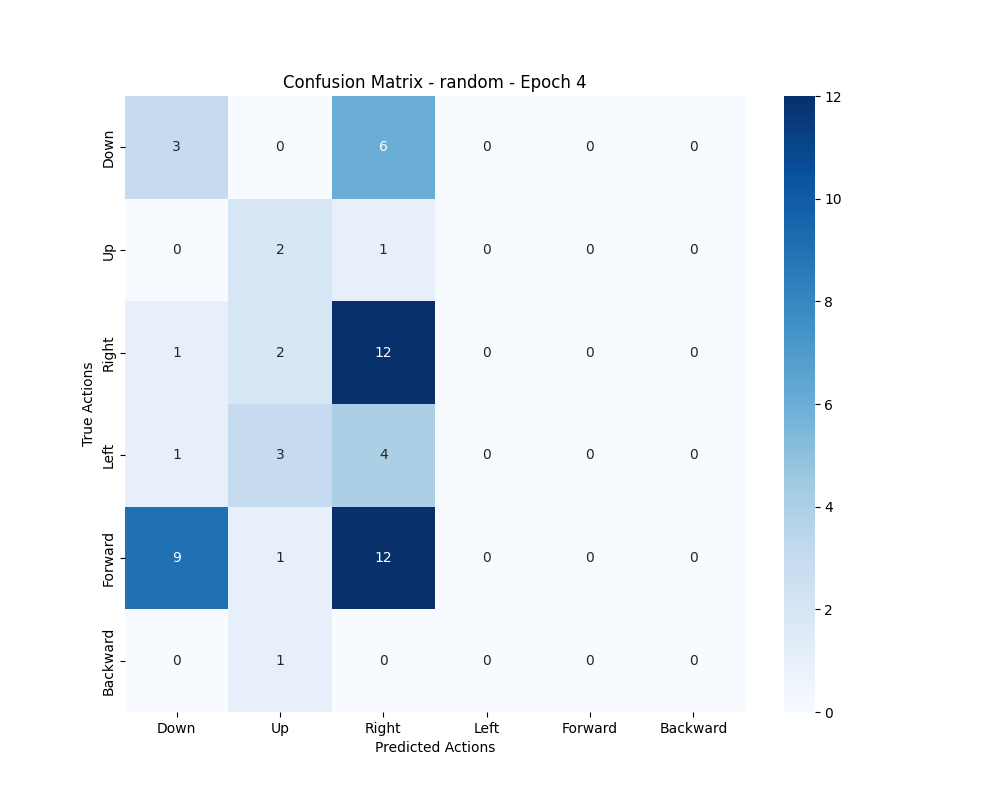 Confusion Matrix - random - Epoch 4
True Actions
Down 3 0 6 0 0 0
Up 0 2 1 0 0 0
Right 1 2 12 0 0 0
Left 1 3 4 0 0 0
Forward 9 1 12 0 0 0
Backward 0 1 0 0 0 0
Down Up Right Left Forward Backward
Predicted Actions
12
10
8
6
4
2
0